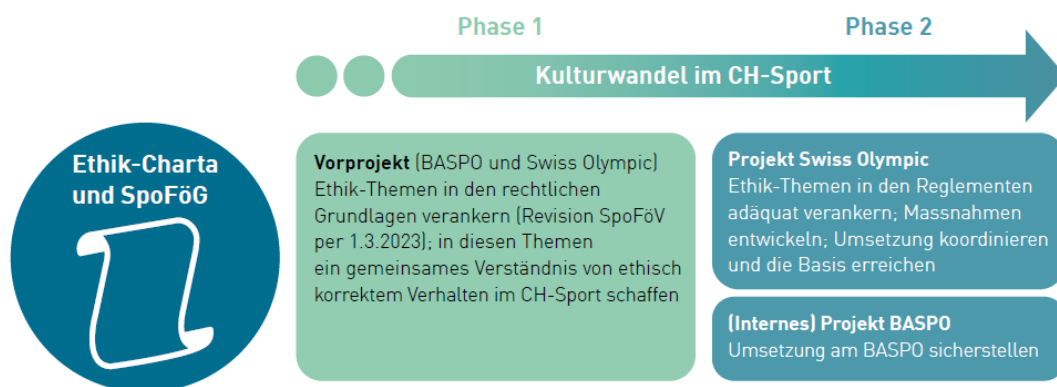 Phase 1
Phase 2
Kulturwandel im CH-Sport
Ethik-Charta
und SpoFöG
Vorprojekt (BASPO und Swiss Olympic)
Ethik-Themen in den rechtlichen
Grundlagen verankern (Revision SpoFöV
per 1.3.2023); in diesen Themen
ein gemeinsames Verständnis von ethisch
korrektem Verhalten im CH-Sport schaffen
Projekt Swiss Olympic
Ethik-Themen in den Reglementen
adäquat verankern; Massnahmen
entwickeln; Umsetzung koordinieren
und die Basis erreichen
(Internes) Projekt BASPO
Umsetzung am BASPO sicherstellen